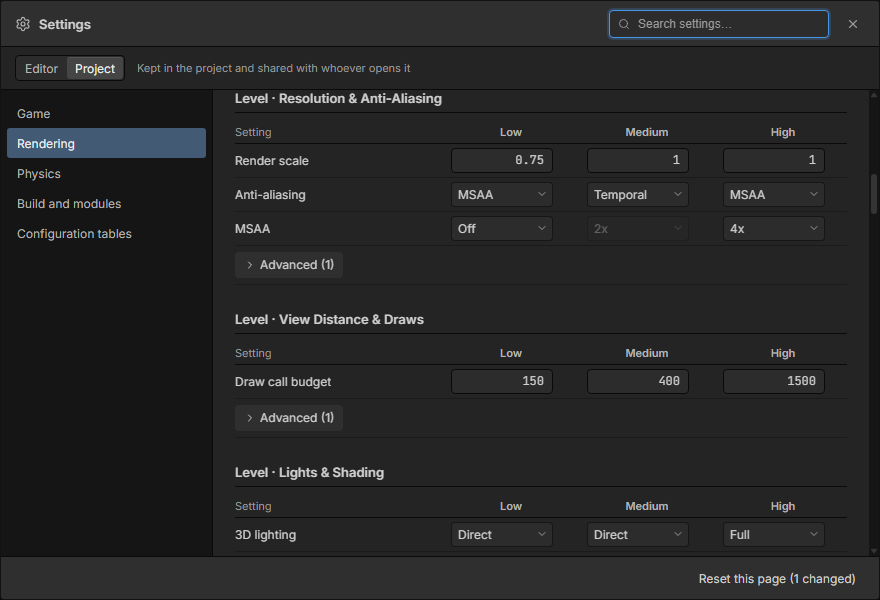 Settings
Search settings...
Editor Project Kept in the project and shared with whoever opens it
Game
Rendering
Physics
Build and modules
Configuration tables
Level · Resolution & Anti-Aliasing
Setting Low Medium High
Render scale 0.75 1 1
Anti-aliasing MSAA Temporal MSAA
MSAA Off 2x 4x
Advanced (1)
Level · View Distance & Draws
Setting Low Medium High
Draw call budget 150 400 1500
Advanced (1)
Level · Lights & Shading
Setting Low Medium High
3D lighting Direct Direct Full
Reset this page (1 changed)